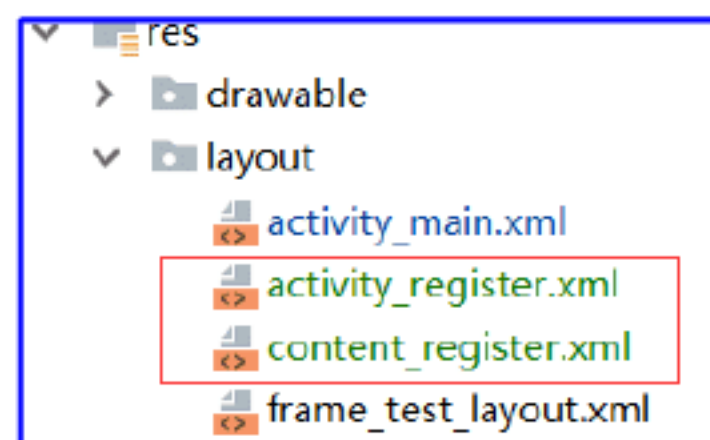 res
drawable
layout
activity_main.xml
activity_register.xml
content_register.xml
frame_test_layout.xml